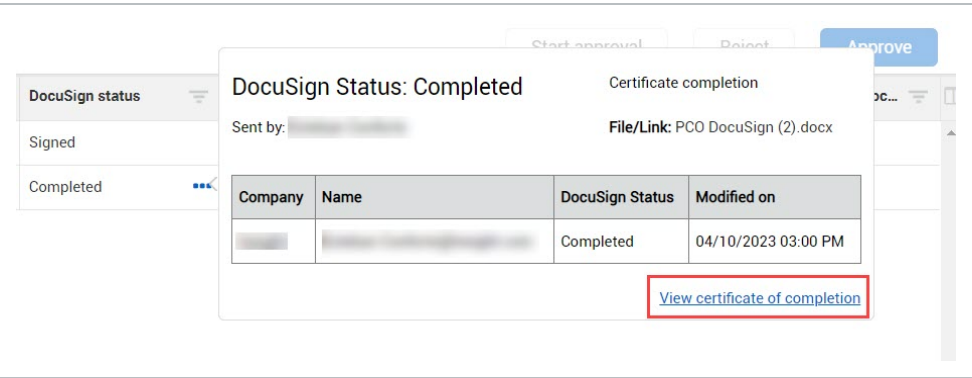 Start approval Reject Approve
DocuSign status oc...
DocuSign Status: Completed Certificate completion
Sent by: File/Link: PCO DocuSign (2).docx
Signed
Completed
Company Name DocuSign Status Modified on
Completed 04/10/2023 03:00 PM
View certificate of completion